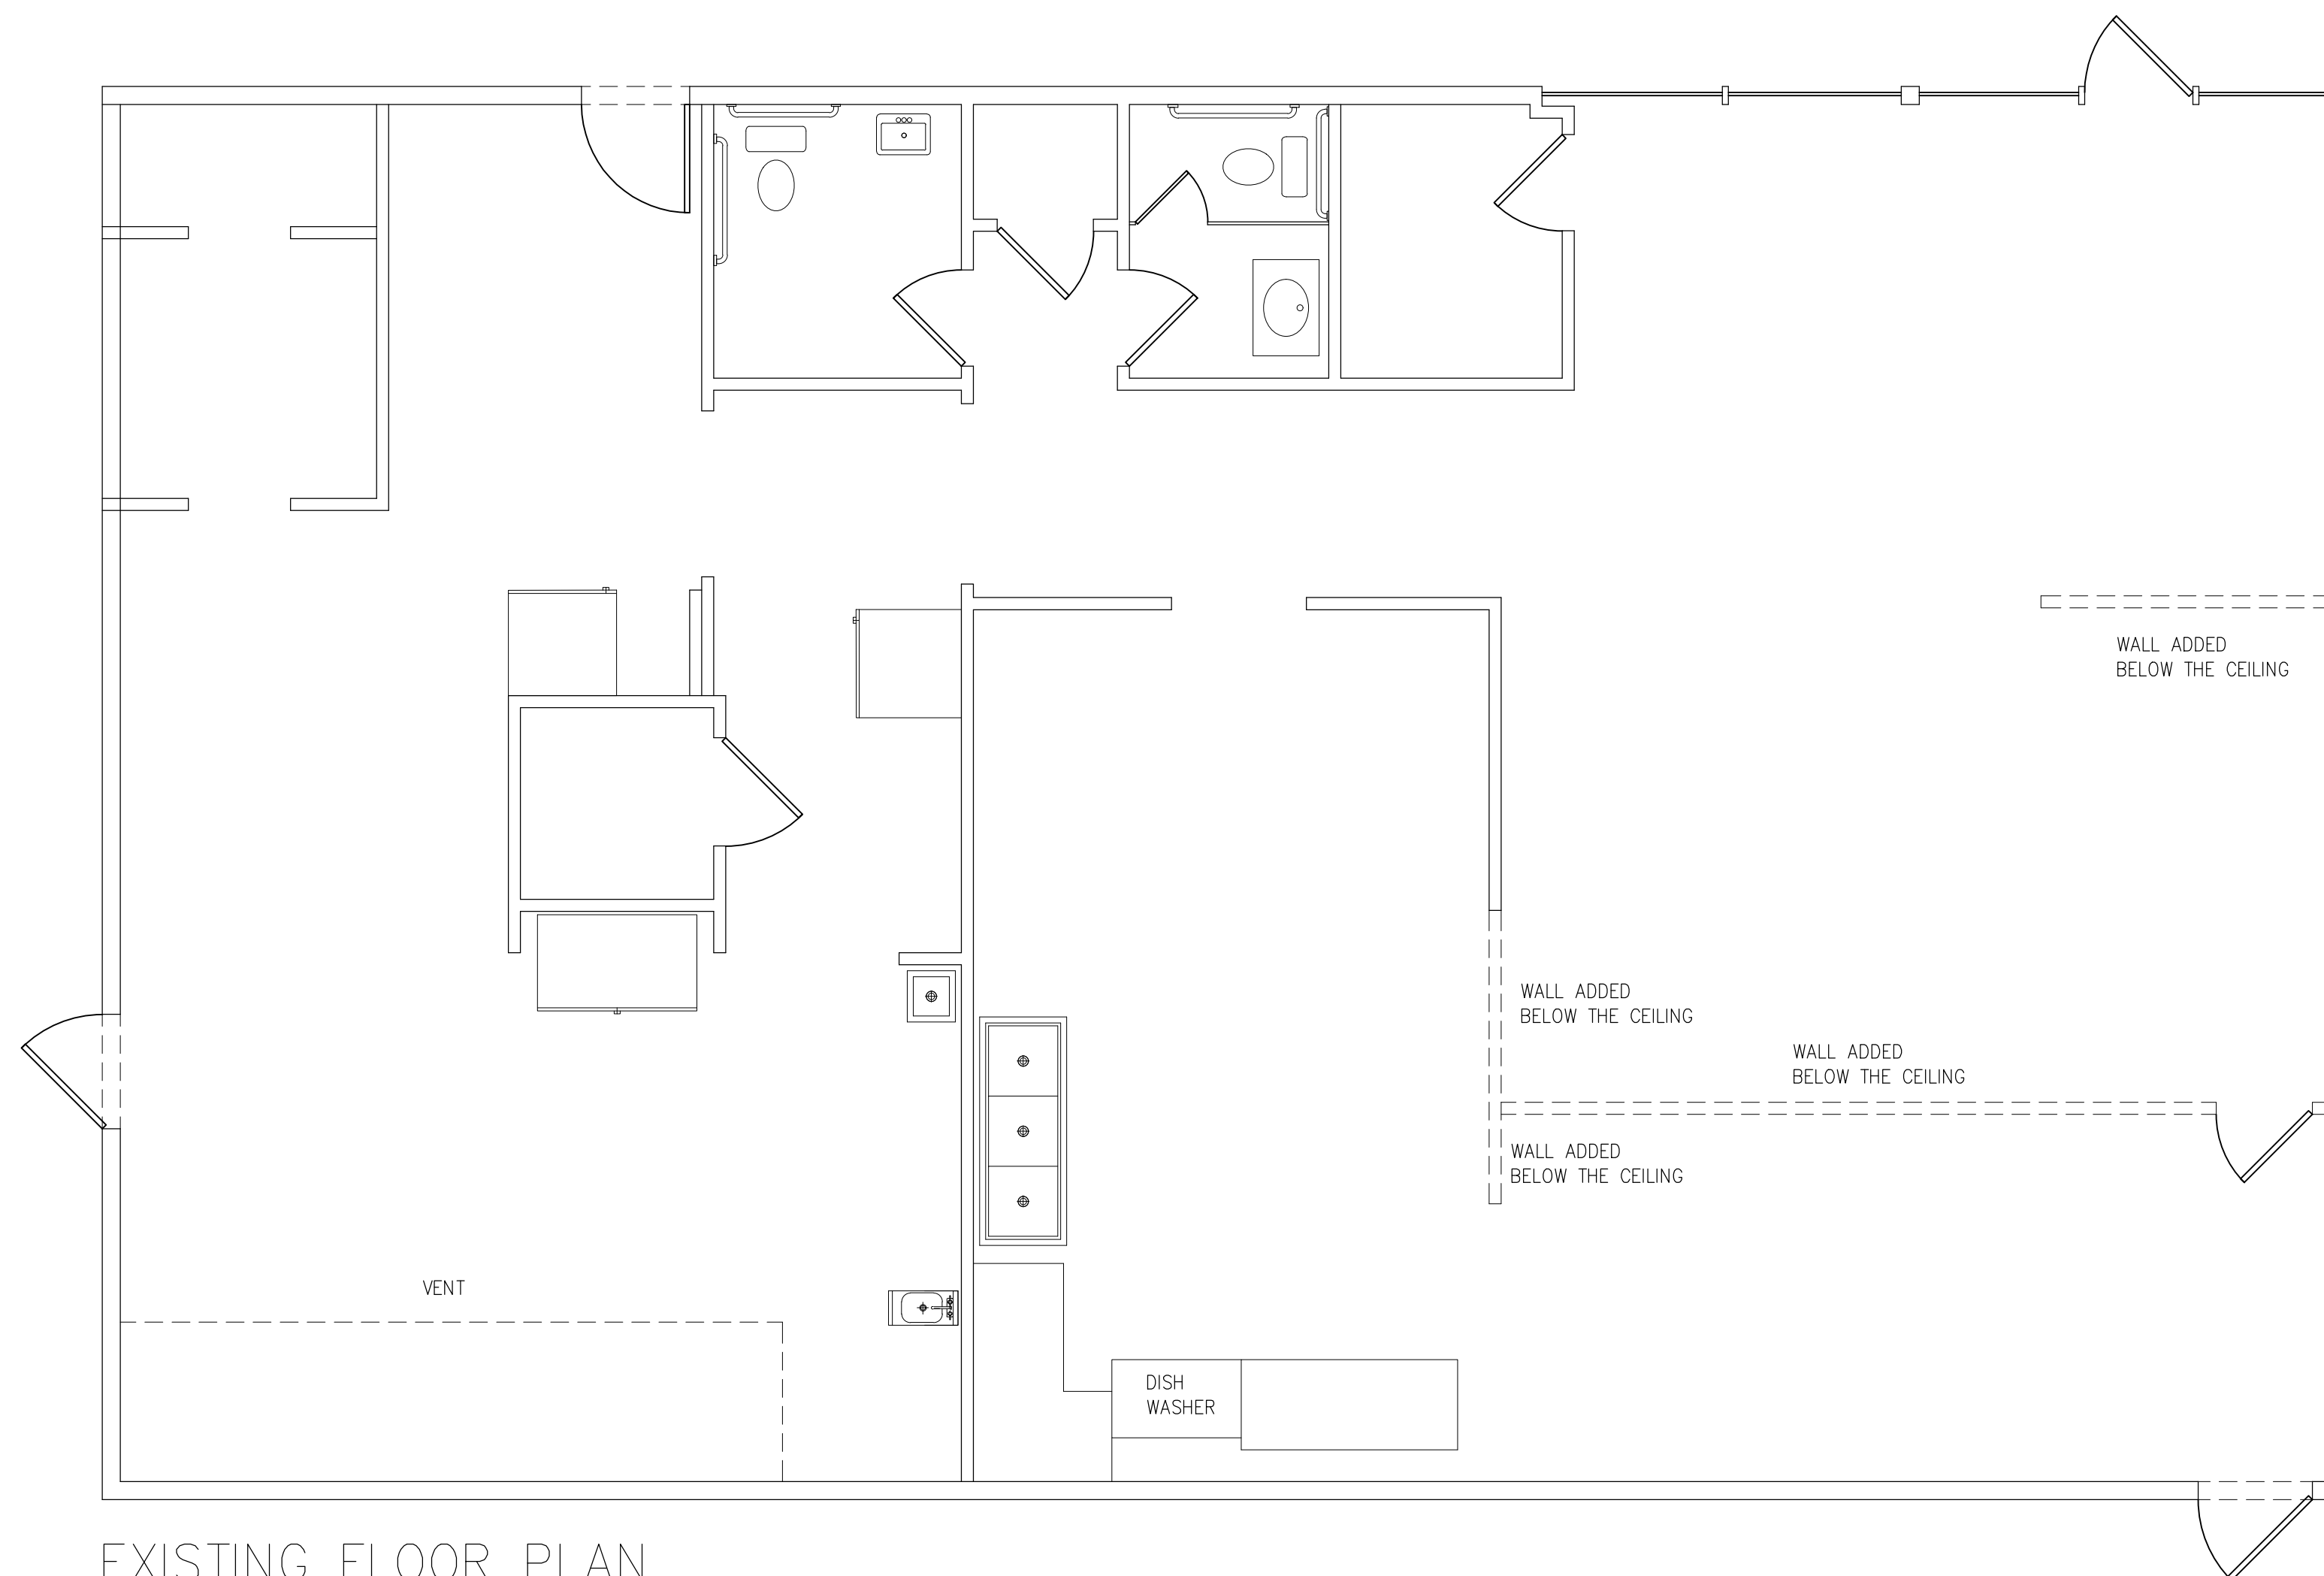 WALL ADDED
BELOW THE CEILING
WALL ADDED
BELOW THE CEILING
WALL ADDED
BELOW THE CEILING
WALL ADDED
BELOW THE CEILING
VENT
DISH
WASHER
EXISTING FLOOR PLAN